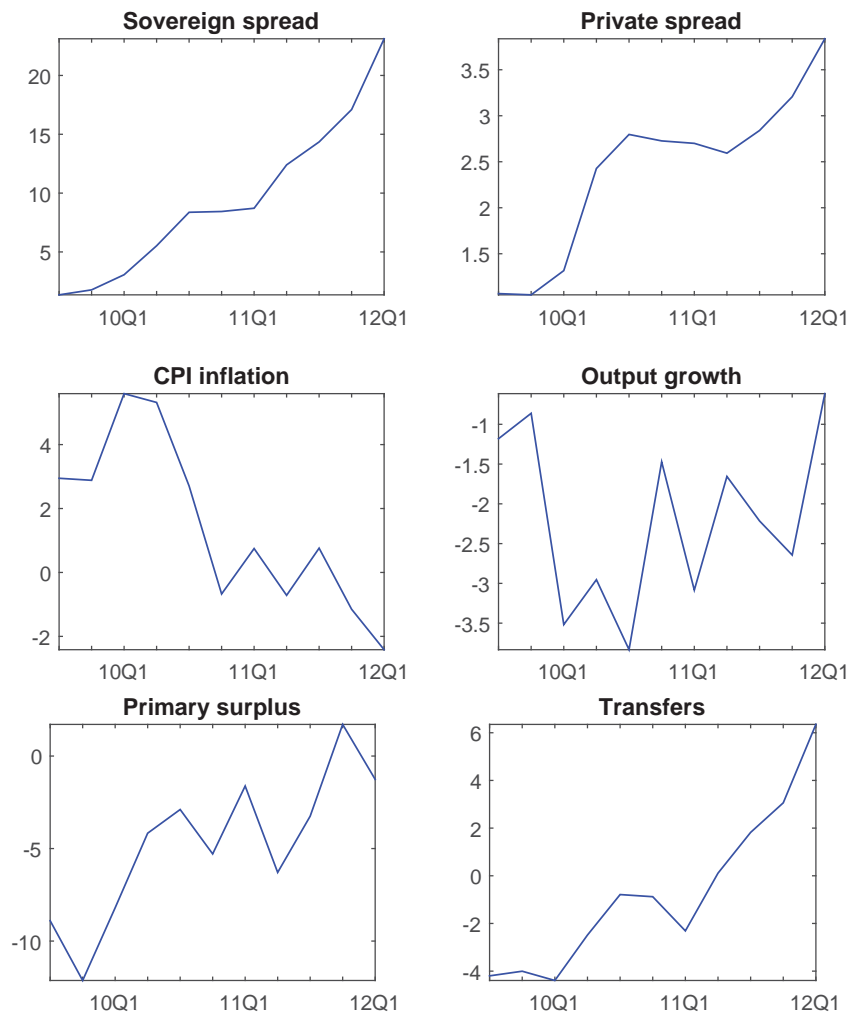 Sovereign spread
20
15
10
5
10Q1 11Q1 12Q1
Private spread
3.5
3
2.5
2
1.5
10Q1 11Q1 12Q1
CPI inflation
4
2
0
-2
10Q1 11Q1 12Q1
Output growth
-1
-1.5
-2
-2.5
-3
-3.5
10Q1 11Q1 12Q1
Primary surplus
0
-5
-10
10Q1 11Q1 12Q1
Transfers
6
4
2
0
-2
-4
10Q1 11Q1 12Q1